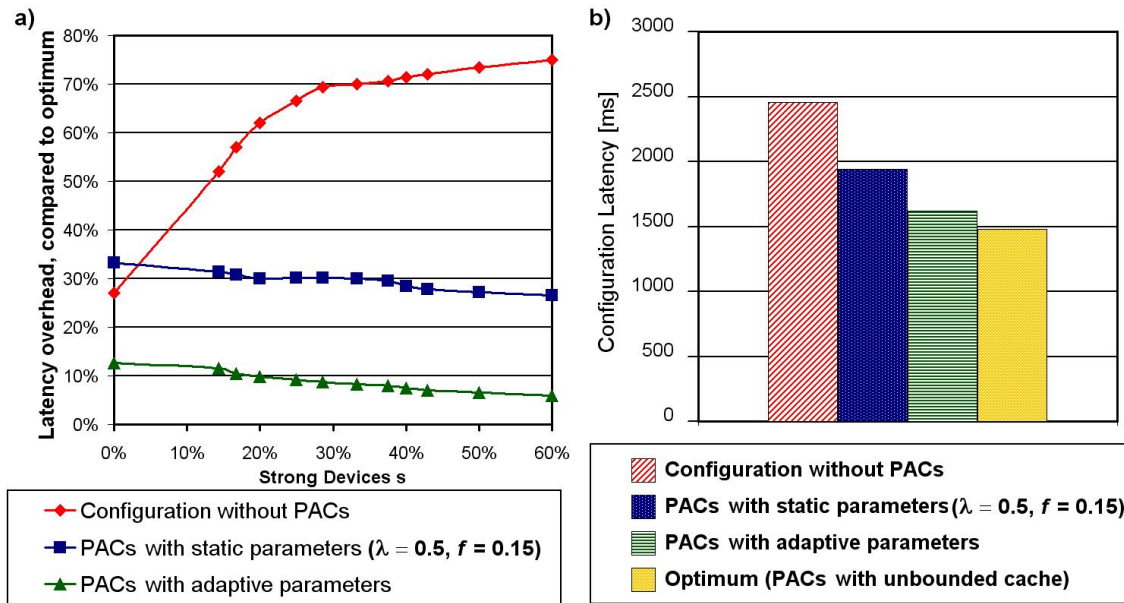 a)
Latency overhead, compared to optimum
80%
70%
60%
50%
40%
30%
20%
10%
0%
0% 10% 20% 30% 40% 50% 60%
Strong Devices s
Configuration without PACs
PACs with static parameters (λ = 0.5, f = 0.15)
PACs with adaptive parameters
b)
Configuration Latency [ms]
3000
2500
2000
1500
1000
500
0
Configuration without PACs
PACs with static parameters (λ = 0.5, f = 0.15)
PACs with adaptive parameters
Optimum (PACs with unbounded cache)